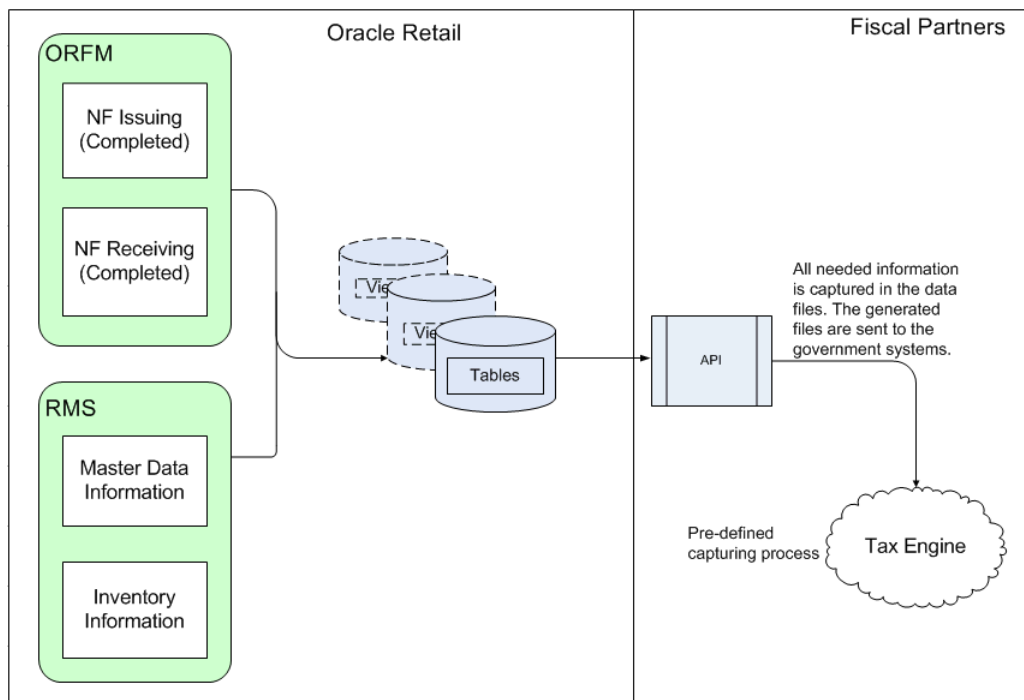 Oracle Retail
Fiscal Partners
ORFM
NF Issuing
(Completed)
NF Receiving
(Completed)
RMS
Master Data
Information
Inventory
Information
Vie
Vie
Tables
API
All needed information
is captured in the data
files. The generated
files are sent to the
government systems.
Pre-defined
capturing process
Tax Engine